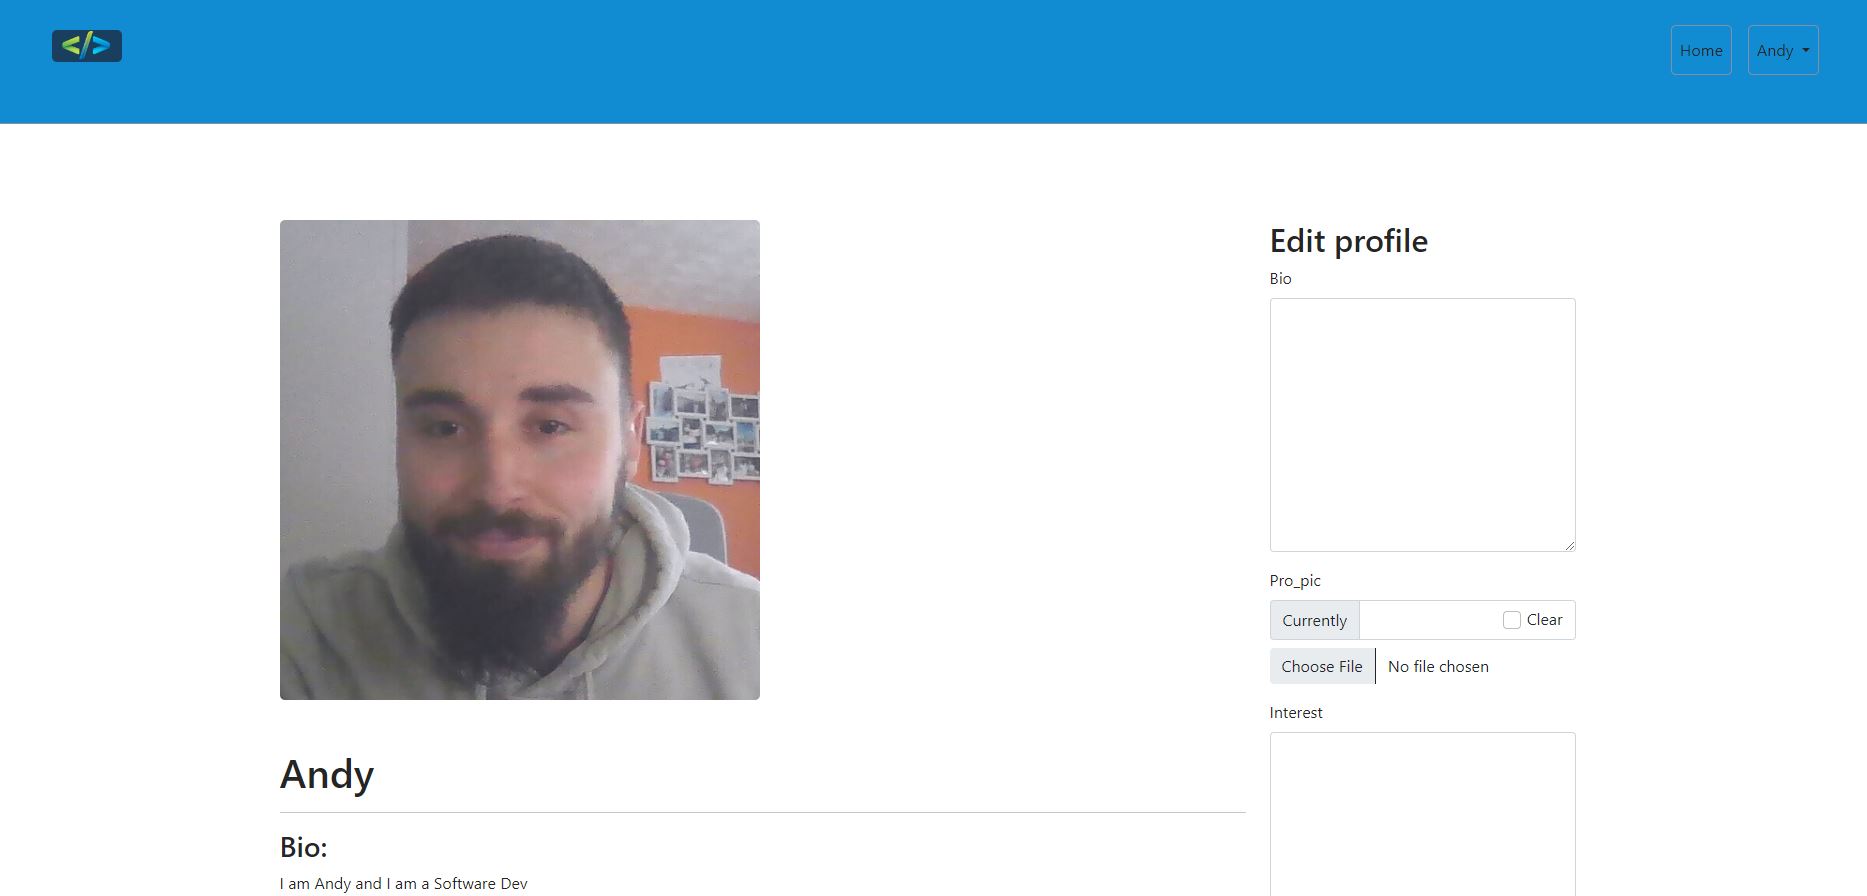 </>
Home
Andy
Edit profile
Bio
Pro_pic
Currently
Clear
Choose File
No file chosen
Interest
Andy
Bio:
I am Andy and I am a Software Dev